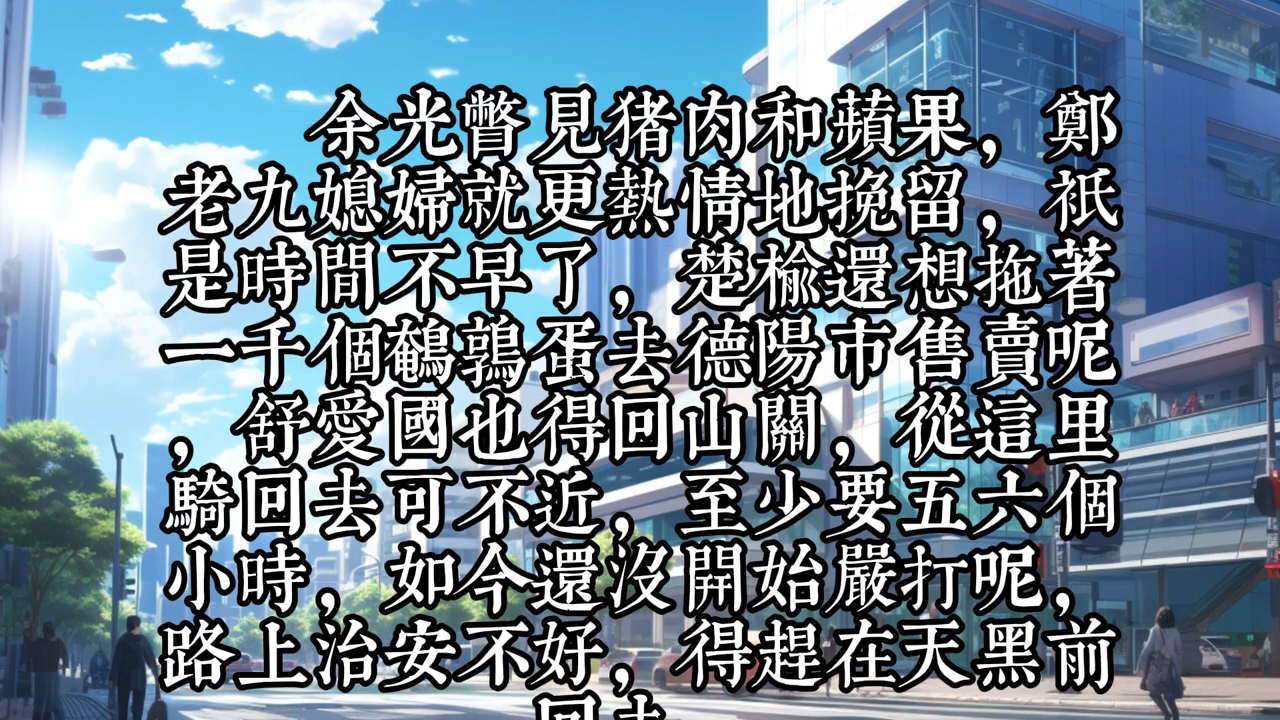 余光瞥見猪肉和蘋果，鄭
老九媳婦就更熱情地挽留，祇
是時間不早了，楚榆還想拖著
一千個鵪鶉蛋去德陽市售賣呢
，舒愛國也得回山關，從這里
騎回去可不近，至少要五六個
小時，如今還沒開始嚴打呢，
路上治安不好，得趕在天黑前
回去